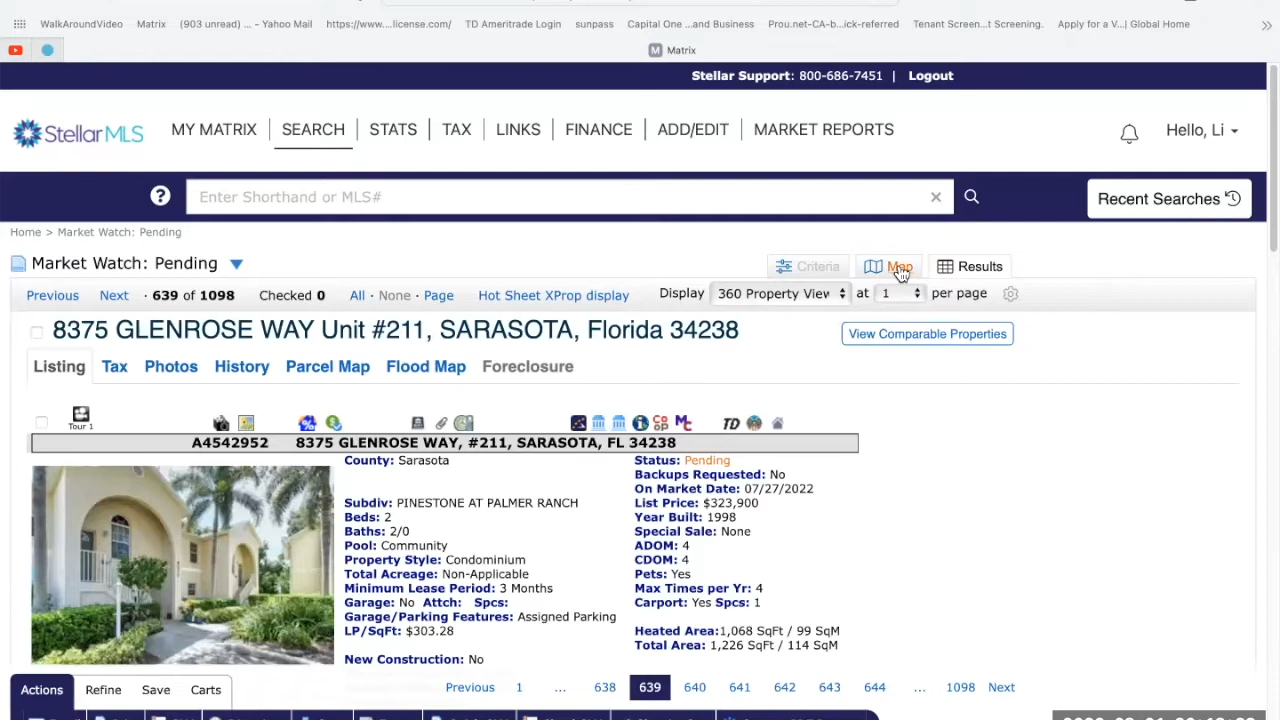 WalkAroundVideo Matrix (903 unread) ... – Yahoo Mail https://www....license.com/ TD Ameritrade Login sunpass Capital One ...and Business Prou.net-CA-b...ick-referred Tenant Screen...t Screening. Apply for a V...| Global Home
M Matrix
Stellar Support: 800-686-7451 | Logout
StellarMLS MY MATRIX SEARCH STATS TAX LINKS FINANCE ADD/EDIT MARKET REPORTS Hello, Li
? Enter Shorthand or MLS# Recent Searches
Home > Market Watch: Pending
Market Watch: Pending Criteria Map Results
Previous Next · 639 of 1098 Checked 0 All · None · Page Hot Sheet XProp display Display 360 Property View at 1 per page
8375 GLENROSE WAY Unit #211, SARASOTA, Florida 34238 View Comparable Properties
Listing Tax Photos History Parcel Map Flood Map Foreclosure
Tour 1 CO OP MC TD
A4542952 8375 GLENROSE WAY, #211, SARASOTA, FL 34238
County: Sarasota Status: Pending
Backups Requested: No
On Market Date: 07/27/2022
Subdiv: PINESTONE AT PALMER RANCH List Price: $323,900
Beds: 2 Year Built: 1998
Baths: 2/0 Special Sale: None
Pool: Community ADOM: 4
Property Style: Condominium CDOM: 4
Total Acreage: Non-Applicable Pets: Yes
Minimum Lease Period: 3 Months Max Times per Yr: 4
Garage: No Attch: Spcs: Carport: Yes Spcs: 1
Garage/Parking Features: Assigned Parking
LP/SqFt: $303.28 Heated Area:1,068 SqFt / 99 SqM
Total Area: 1,226 SqFt / 114 SqM
New Construction: No
Actions Refine Save Carts Previous 1 ... 638 639 640 641 642 643 644 ... 1098 Next